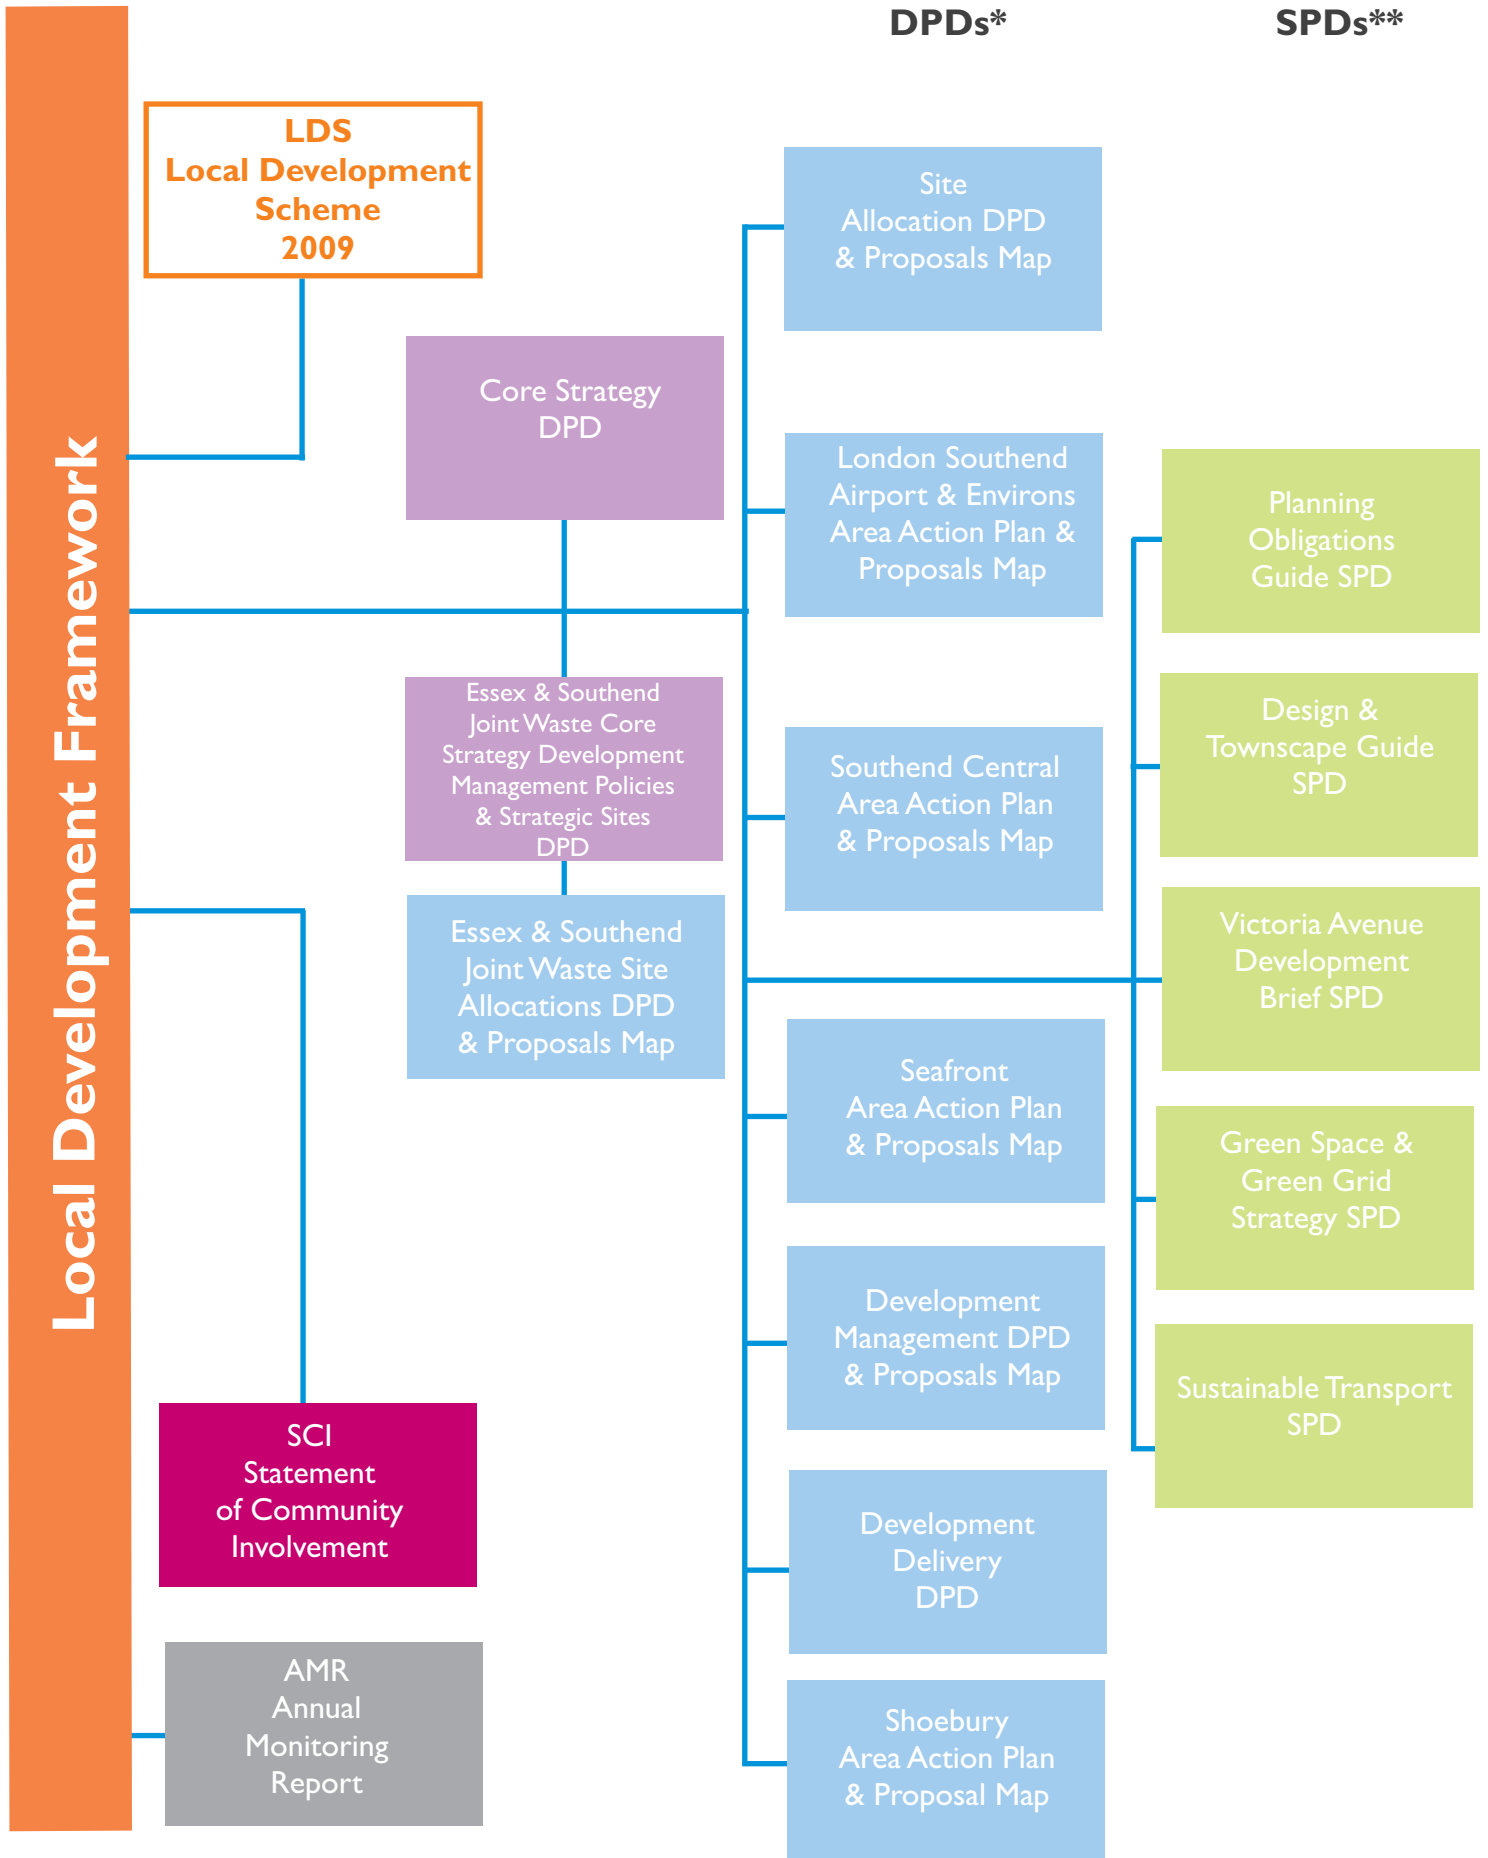 DPDs*
SPDs**
Local Development Framework
LDS
Local Development
Scheme
2009
Core Strategy
DPD
Essex & Southend
Joint Waste Core
Strategy Development
Management Policies
& Strategic Sites
DPD
Essex & Southend
Joint Waste Site
Allocations DPD
& Proposals Map
SCI
Statement
of Community
Involvement
AMR
Annual
Monitoring
Report
Site
Allocation DPD
& Proposals Map
London Southend
Airport & Environs
Area Action Plan &
Proposals Map
Southend Central
Area Action Plan
& Proposals Map
Seafront
Area Action Plan
& Proposals Map
Development
Management DPD
& Proposals Map
Development
Delivery
DPD
Shoebury
Area Action Plan
& Proposal Map
Planning
Obligations
Guide SPD
Design &
Townscape Guide
SPD
Victoria Avenue
Development
Brief SPD
Green Space &
Green Grid
Strategy SPD
Sustainable Transport
SPD